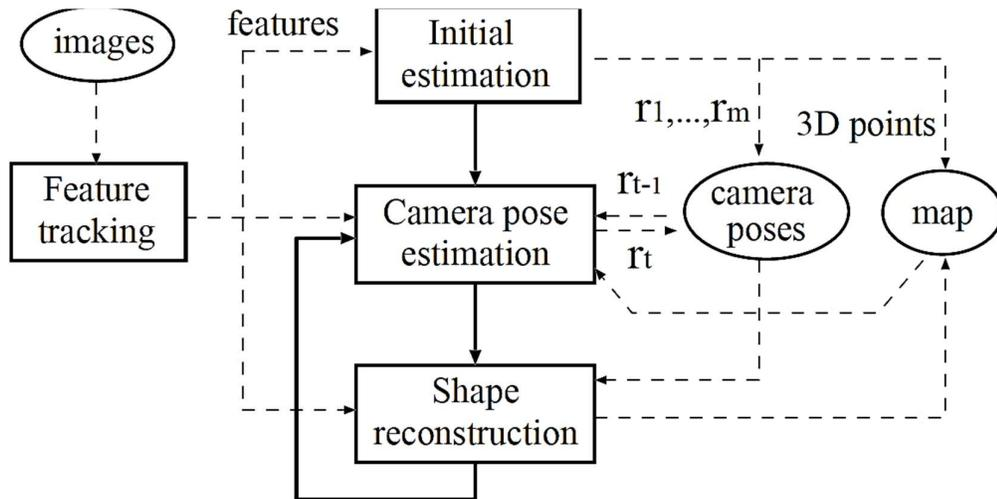 images
features
Initial
estimation
r1,...,rm
3D points
Feature
tracking
Camera pose
estimation
rt-1
rt
camera
poses
map
Shape
reconstruction